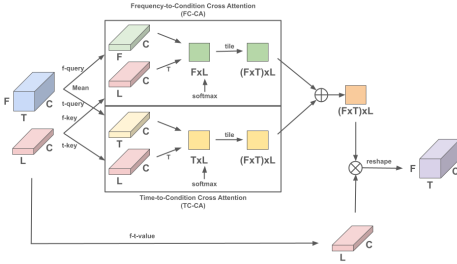 Frequency-to-Condition Cross Attention
(FC-CA)
F
C
T
tile
f-query
L
C
FxL
(FxT)xL
Mean
softmax
F
C
T
t-query
f-key
T
C
tile
(FxT)xL
C
t-key
L
L
C
T
TxL
(FxT)xL
softmax
reshape
F
T
C
Time-to-Condition Cross Attention
(TC-CA)
f-t-value
C
L